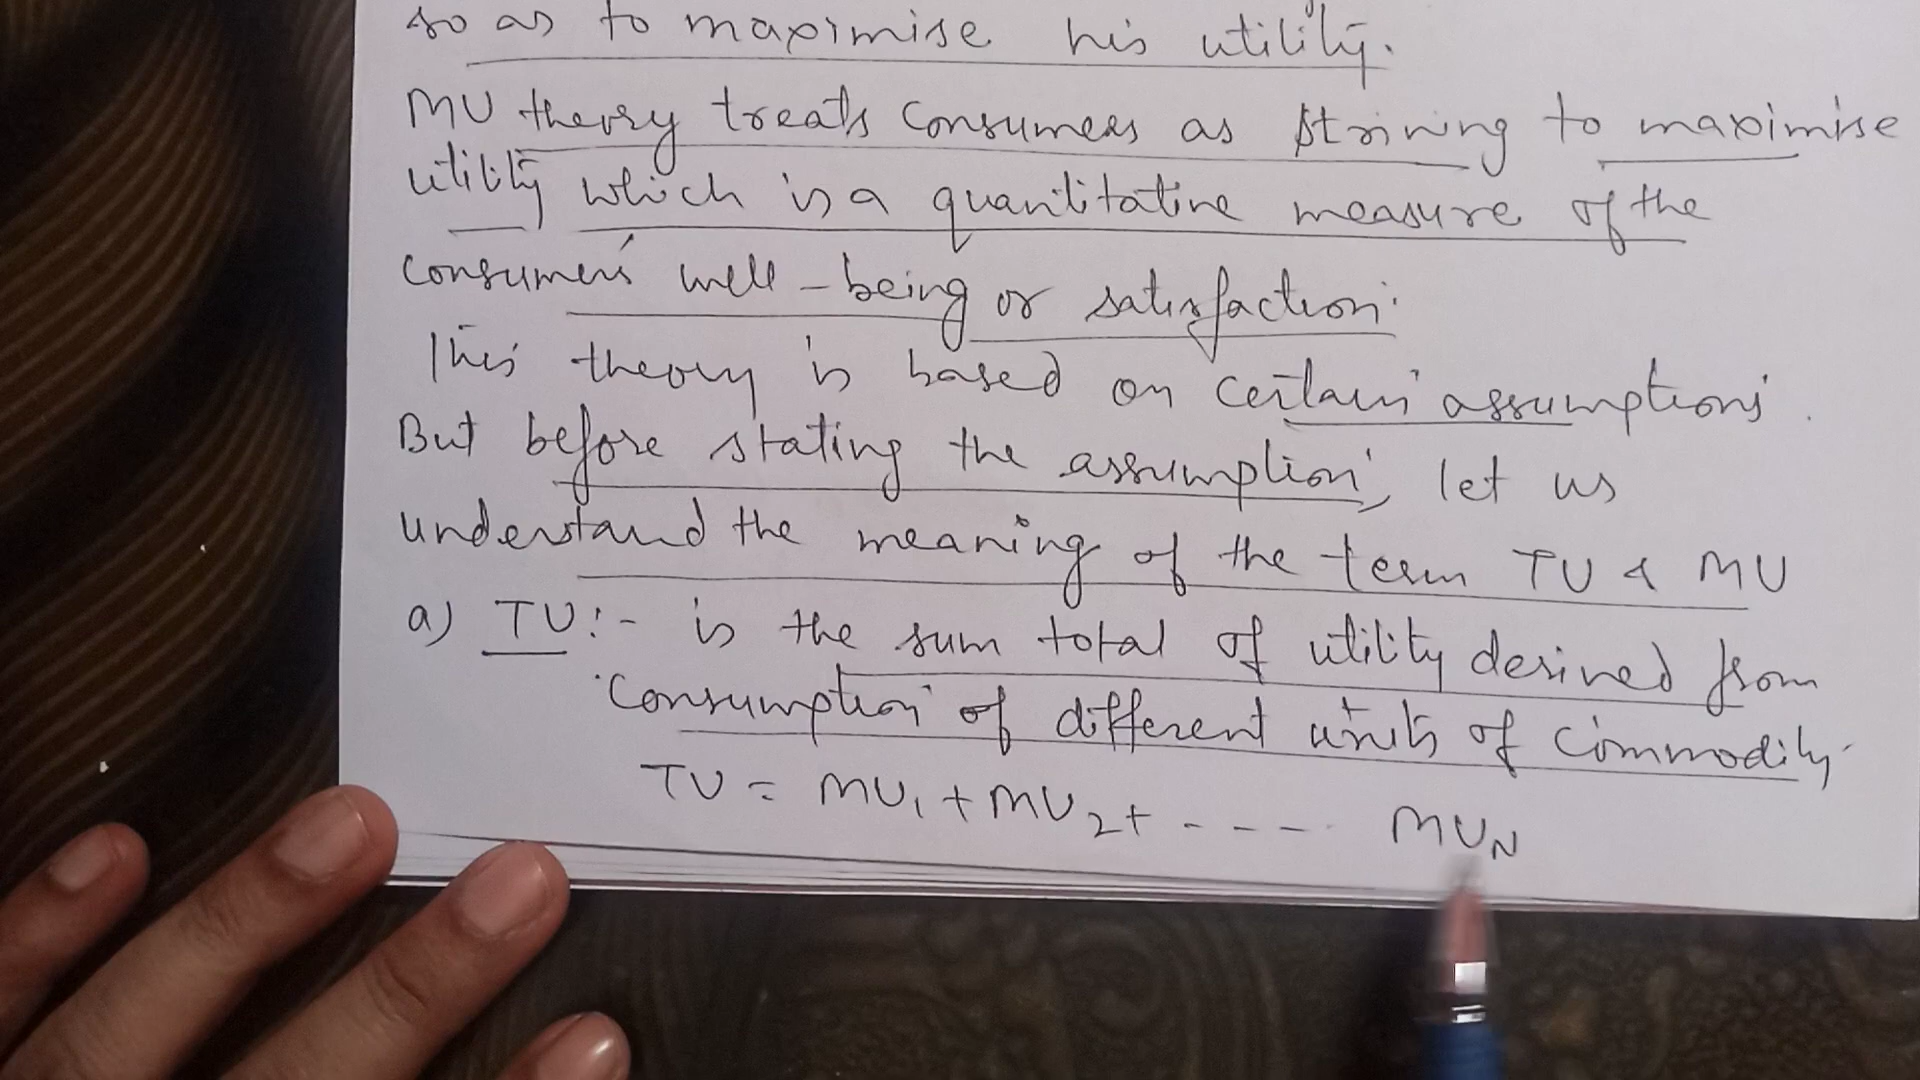 so as to maximise his utility.
MU theory treats consumers as striving to maximise
utility which is a quantitative measure of the
consumer's well-being or satisfaction.
This theory is based on certain assumptions.
But before stating the assumption, let us
understand the meaning of the term TU & MU
a) TU:- is the sum total of utility derived from
Consumption of different units of commodity.
TU = MU₁ + MU₂ + - - - - MU_N